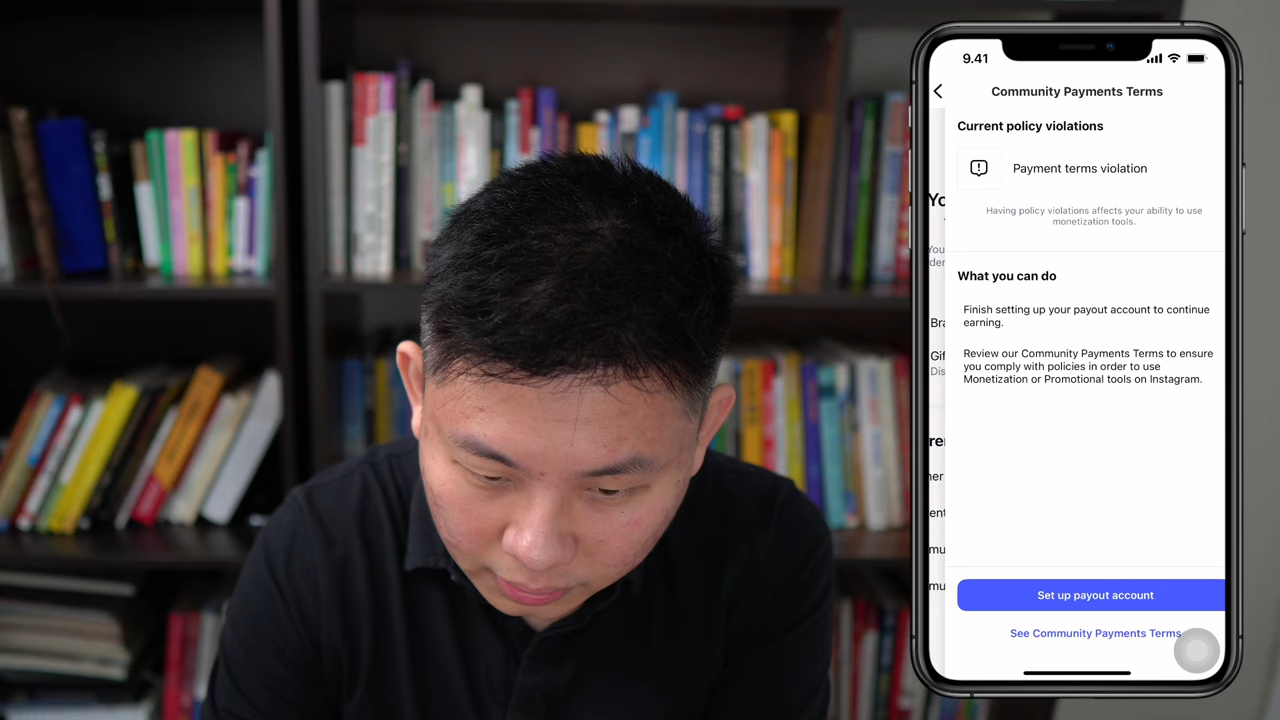 9.41
Community Payments Terms
Current policy violations
Payment terms violation
Having policy violations affects your ability to use
monetization tools.
What you can do
Finish setting up your payout account to continue
earning.
Review our Community Payments Terms to ensure
you comply with policies in order to use
Monetization or Promotional tools on Instagram.
Set up payout account
See Community Payments Terms